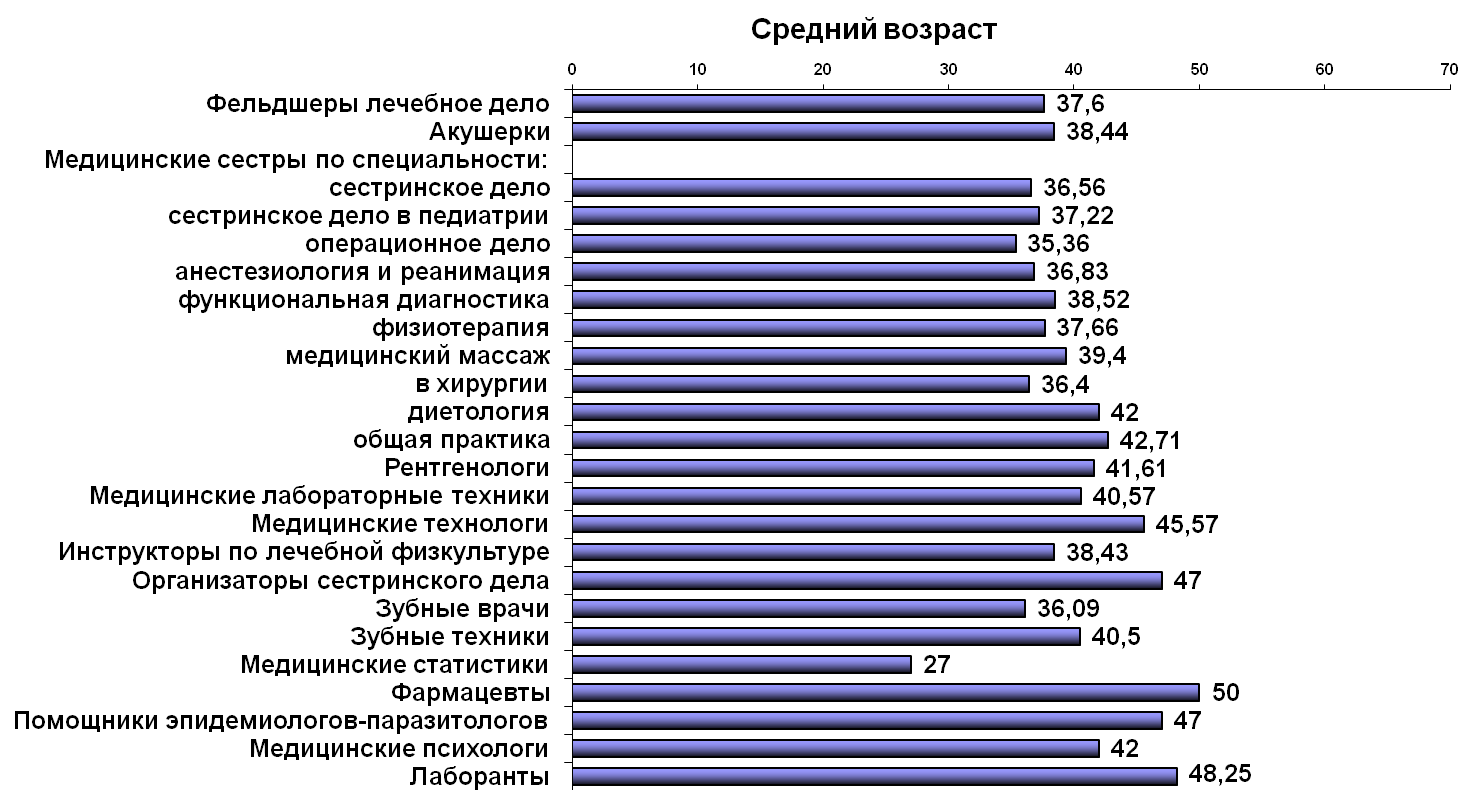 Средний возраст
0 10 20 30 40 50 60 70
Фельдшеры лечебное дело 37,6
Акушерки 38,44
Медицинские сестры по специальности:
сестринское дело 36,56
сестринское дело в педиатрии 37,22
операционное дело 35,36
анестезиология и реанимация 36,83
функциональная диагностика 38,52
физиотерапия 37,66
медицинский массаж 39,4
в хирургии 36,4
диетология 42
общая практика 42,71
Рентгенологи 41,61
Медицинские лабораторные техники 40,57
Медицинские технологи 45,57
Инструкторы по лечебной физкультуре 38,43
Организаторы сестринского дела 47
Зубные врачи 36,09
Зубные техники 40,5
Медицинские статистики 27
Фармацевты 50
Помощники эпидемиологов-паразитологов 47
Медицинские психологи 42
Лаборанты 48,25